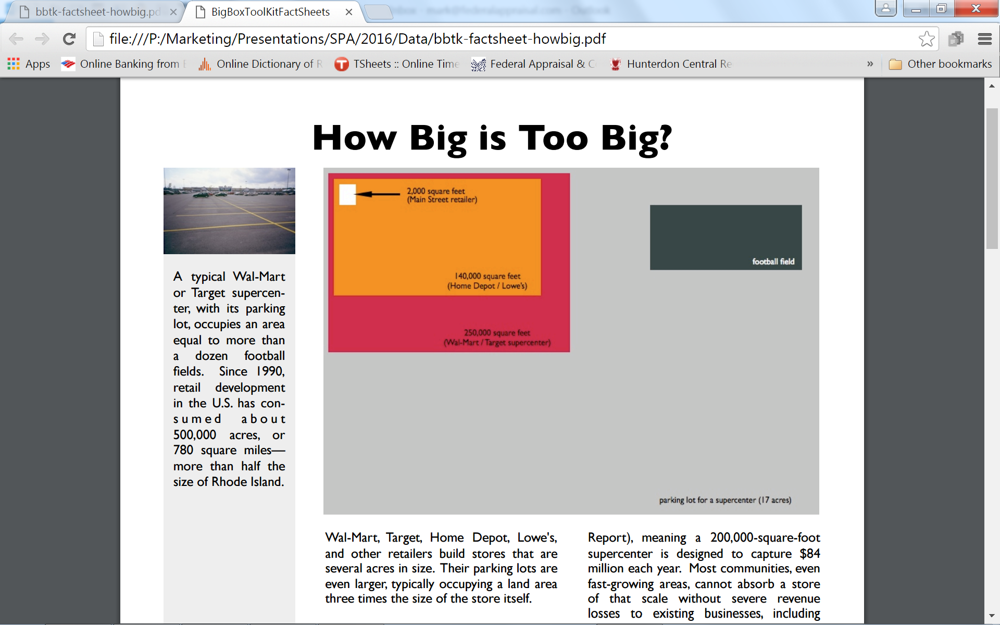 bbtk-factsheet-howbig.pd
BigBoxToolKitFactSheets
mark@federalappraisal.com - Outlook
file:///P:/Marketing/Presentations/SPA/2016/Data/bbtk-factsheet-howbig.pdf
Apps
Online Banking from
Online Dictionary of R
TSheets :: Online Time
Federal Appraisal & C
Hunterdon Central Re
»
Other bookmarks
How Big is Too Big?
2,000 square feet
(Main Street retailer)
football field
140,000 square feet
(Home Depot / Lowe's)
250,000 square feet
(Wal-Mart / Target supercenter)
parking lot for a supercenter (17 acres)
A typical Wal-Mart
or Target supercen-
ter, with its parking
lot, occupies an area
equal to more than
a dozen football
fields. Since 1990,
retail development
in the U.S. has con-
sumed about
500,000 acres, or
780 square miles—
more than half the
size of Rhode Island.
Wal-Mart, Target, Home Depot, Lowe's,
and other retailers build stores that are
several acres in size. Their parking lots are
even larger, typically occupying a land area
three times the size of the store itself.
Report), meaning a 200,000-square-foot
supercenter is designed to capture $84
million each year. Most communities, even
fast-growing areas, cannot absorb a store
of that scale without severe revenue
losses to existing businesses, including